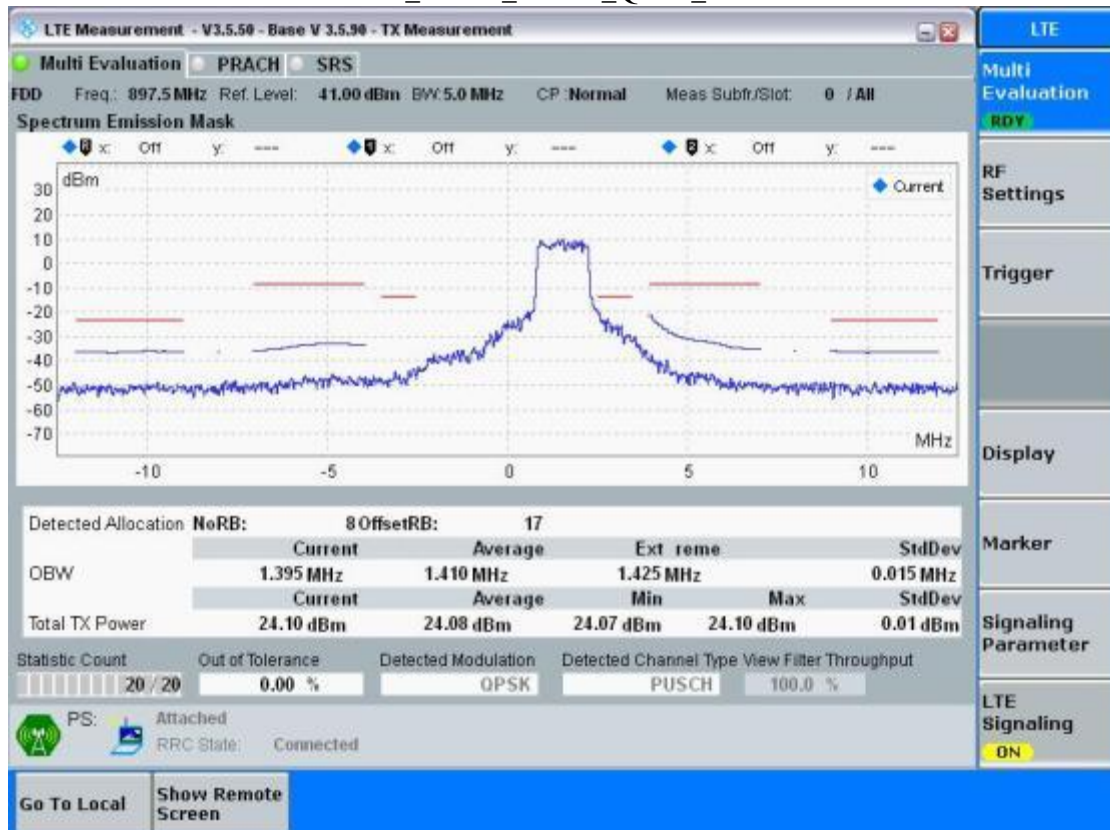 LTE Measurement - V3.5.50 - Base V 3.5.90 - TX Measurement
LTE
Multi Evaluation PRACH SRS
Multi
Evaluation
RDY
FDD Freq.: 897.5 MHz Ref. Level: 41.00 dBm BW: 5.0 MHz CP :Normal Meas Subfr/Slot: 0 / All
Spectrum Emission Mask
x: Off y: --- x: Off y: --- x: Off y: ---
dBm
Current
30
20
10
0
-10
-20
-30
-40
-50
-60
-70
MHz
-10 -5 0 5 10
RF
Settings
Trigger
Display
Marker
Signaling
Parameter
LTE
Signaling
ON
Detected Allocation NoRB: 8 OffsetRB: 17
Current Average Ext reme StdDev
OBW 1.395 MHz 1.410 MHz 1.425 MHz 0.015 MHz
Current Average Min Max StdDev
Total TX Power 24.10 dBm 24.08 dBm 24.07 dBm 24.10 dBm 0.01 dBm
Statistic Count Out of Tolerance Detected Modulation Detected Channel Type View Filter Throughput
20 / 20 0.00 % QPSK PUSCH 100.0 %
PS: Attached
RRC State: Connected
Go To Local
Show Remote
Screen